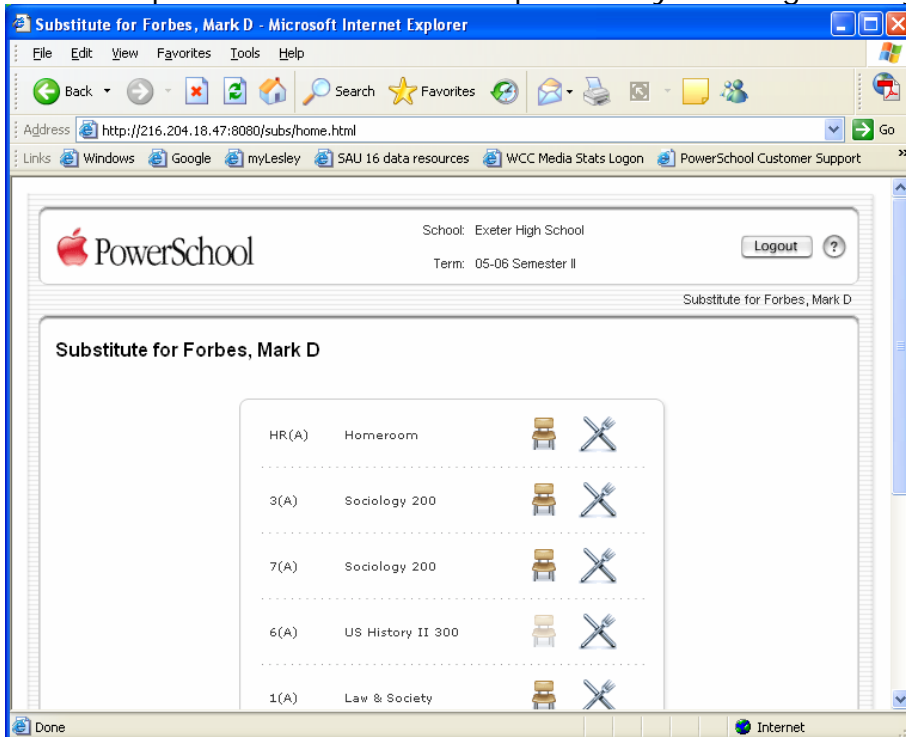 Substitute for Forbes, Mark D - Microsoft Internet Explorer
File Edit View Favorites Tools Help
Back Search Favorites
Address http://216.204.18.47:8080/subs/home.html Go
Links Windows Google myLesley SAU 16 data resources WCC Media Stats Logon PowerSchool Customer Support »
PowerSchool
School: Exeter High School
Term: 05-06 Semester II
Logout ?
Substitute for Forbes, Mark D
Substitute for Forbes, Mark D
HR(A) Homeroom
3(A) Sociology 200
7(A) Sociology 200
6(A) US History II 300
1(A) Law & Society
Done Internet